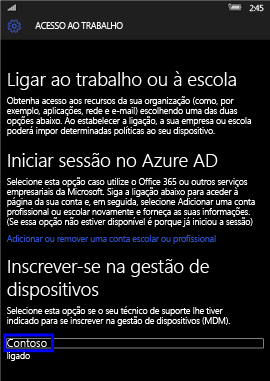 2:45
ACESSO AO TRABALHO
Ligar ao trabalho ou à escola
Obtenha acesso aos recursos da sua organização (como, por
exemplo, aplicações, rede e e-mail) escolhendo uma das duas
opções abaixo. Ao estabelecer a ligação, a sua empresa ou escola
poderá impor determinadas políticas ao seu dispositivo.
Iniciar sessão no Azure AD
Selecione esta opção caso utilize o Office 365 ou outros serviços
empresariais da Microsoft. Siga a ligação abaixo para aceder à
página da sua conta e, em seguida, selecione Adicionar uma conta
profissional ou escolar novamente e forneça as suas informações.
(Se essa opção não estiver disponível é porque já iniciou a sessão)
Adicionar ou remover uma conta escolar ou profissional
Inscrever-se na gestão de
dispositivos
Selecione esta opção se o seu técnico de suporte lhe tiver
indicado para se inscrever na gestão de dispositivos (MDM).
Contoso
ligado